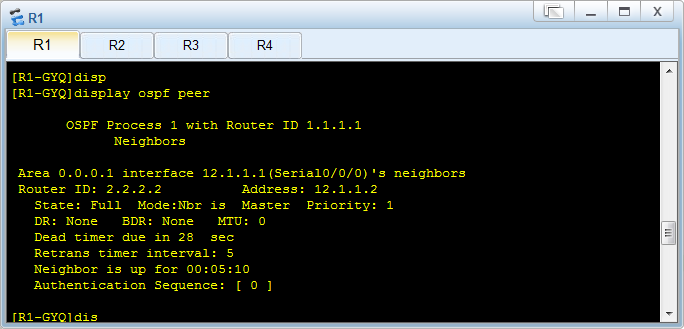 R1
R1 R2 R3 R4
[R1-GYQ]disp
[R1-GYQ]display ospf peer
OSPF Process 1 with Router ID 1.1.1.1
Neighbors
Area 0.0.0.1 interface 12.1.1.1(Serial0/0/0)'s neighbors
Router ID: 2.2.2.2 Address: 12.1.1.2
State: Full Mode:Nbr is Master Priority: 1
DR: None BDR: None MTU: 0
Dead timer due in 28 sec
Retrans timer interval: 5
Neighbor is up for 00:05:10
Authentication Sequence: [ 0 ]
[R1-GYQ]dis